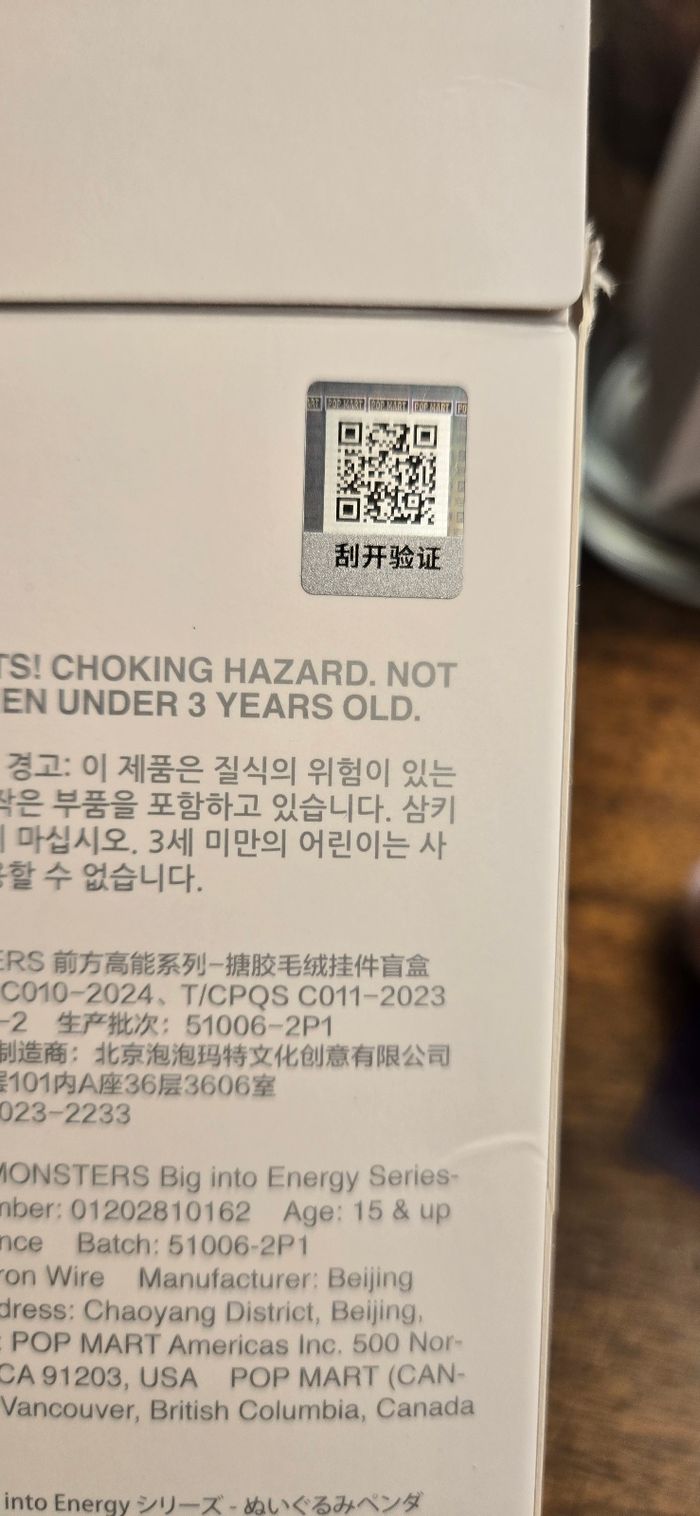 POP MART POP MART POP MART
刮开验证
TS! CHOKING HAZARD. NOT
EN UNDER 3 YEARS OLD.
경고: 이 제품은 질식의 위험이 있는
작은 부품을 포함하고 있습니다. 삼키
마십시오. 3세 미만의 어린이는 사
할 수 없습니다.
ERS 前方高能系列-搪胶毛绒挂件盲盒
C010-2024、T/CPQS C011-2023
-2 生产批次: 51006-2P1
制造商: 北京泡泡玛特文化创意有限公司
层101内A座36层3606室
023-2233
MONSTERS Big into Energy Series-
mber: 01202810162 Age: 15 & up
nce Batch: 51006-2P1
ron Wire Manufacturer: Beijing
dress: Chaoyang District, Beijing,
: POP MART Americas Inc. 500 Nor-
CA 91203, USA POP MART (CAN-
Vancouver, British Columbia, Canada
into Energy シリーズ - ぬいぐるみペンダ